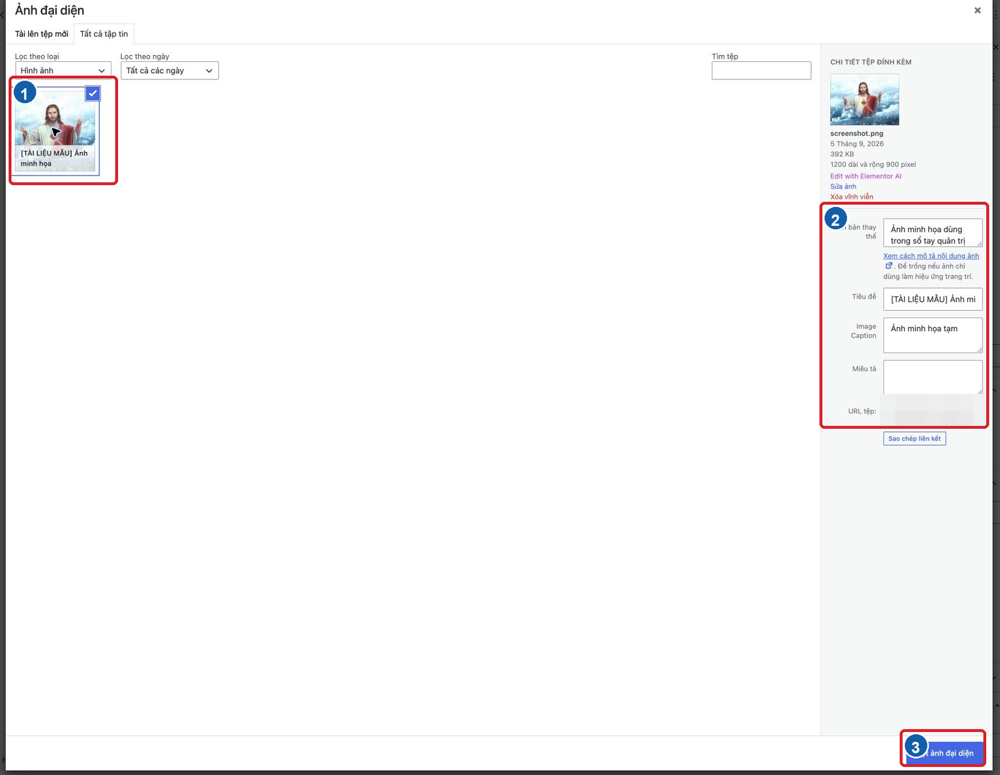 Ảnh đại diện
Tải lên tệp mới
Tất cả tập tin
Lọc theo loại
Lọc theo ngày
Tìm tệp
Hình ảnh
Tất cả các ngày
1
[TÀI LIỆU MẪU] Ảnh
minh họa
CHI TIẾT TỆP ĐÍNH KÈM
screenshot.png
5 Tháng 9, 2026
392 KB
1200 dài và rộng 900 pixel
Edit with Elementor AI
Sửa ảnh
Xóa vĩnh viễn
2
bản thay
thế
Ảnh minh họa dùng
trong sổ tay quản trị
Xem cách mô tả nội dung ảnh
. Để trống nếu ảnh chỉ
dùng làm hiệu ứng trang trí.
Tiêu đề
[TÀI LIỆU MẪU] Ảnh mi
Image
Caption
Ảnh minh họa tạm
Miêu tả
URL tệp:
Sao chép liên kết
3
ảnh đại diện